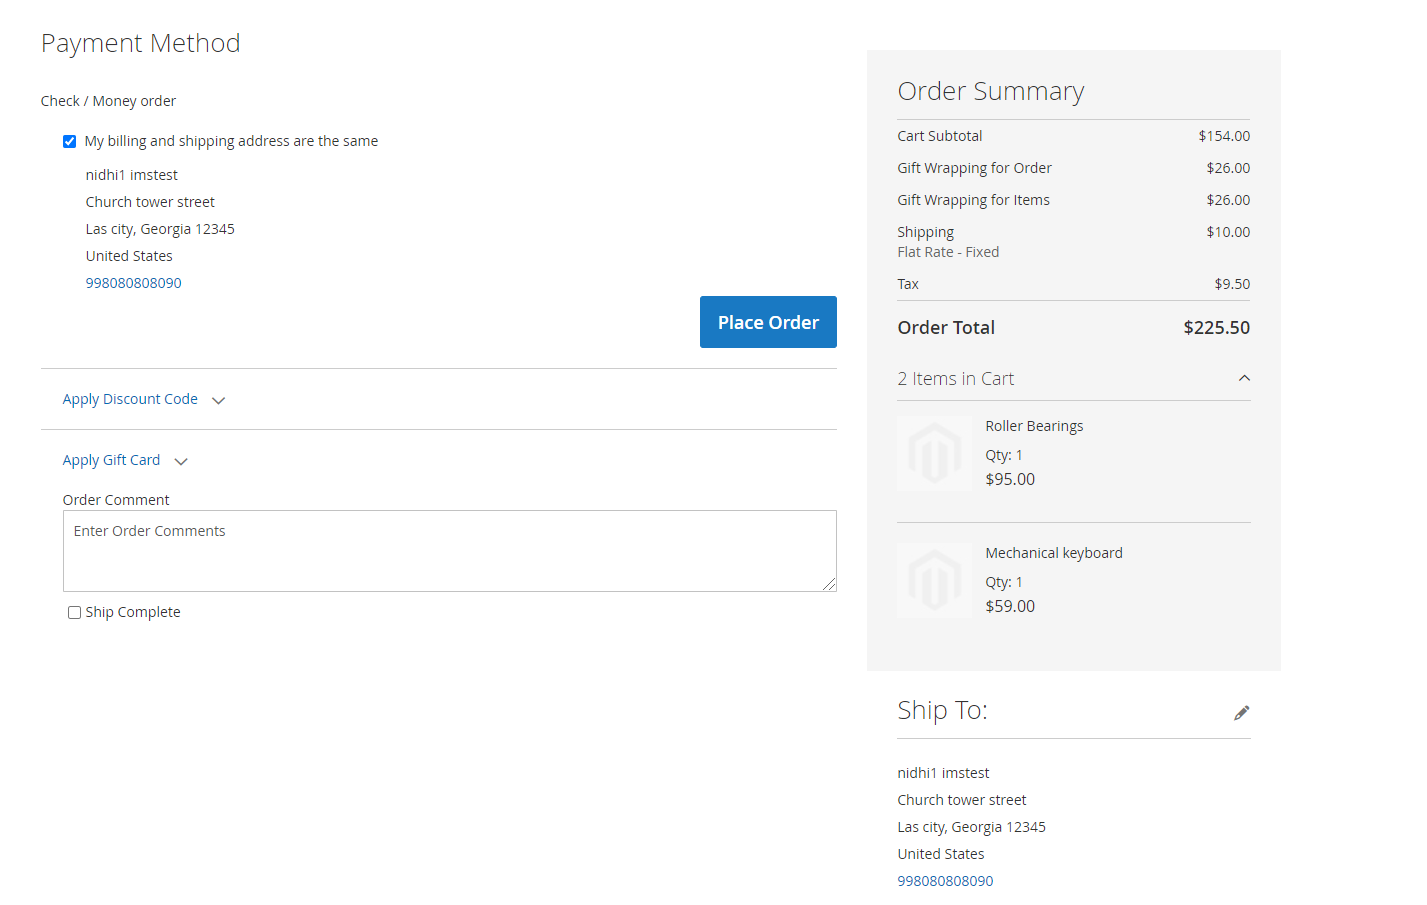 Payment Method
Check / Money order
My billing and shipping address are the same
nidhi1 imstest
Church tower street
Las city, Georgia 12345
United States
998080808090
Place Order
Apply Discount Code
Apply Gift Card
Order Comment
Enter Order Comments
Ship Complete
Order Summary
Cart Subtotal $154.00
Gift Wrapping for Order $26.00
Gift Wrapping for Items $26.00
Shipping $10.00
Flat Rate - Fixed
Tax $9.50
Order Total $225.50
2 Items in Cart
Roller Bearings
Qty: 1
$95.00
Mechanical keyboard
Qty: 1
$59.00
Ship To:
nidhi1 imstest
Church tower street
Las city, Georgia 12345
United States
998080808090